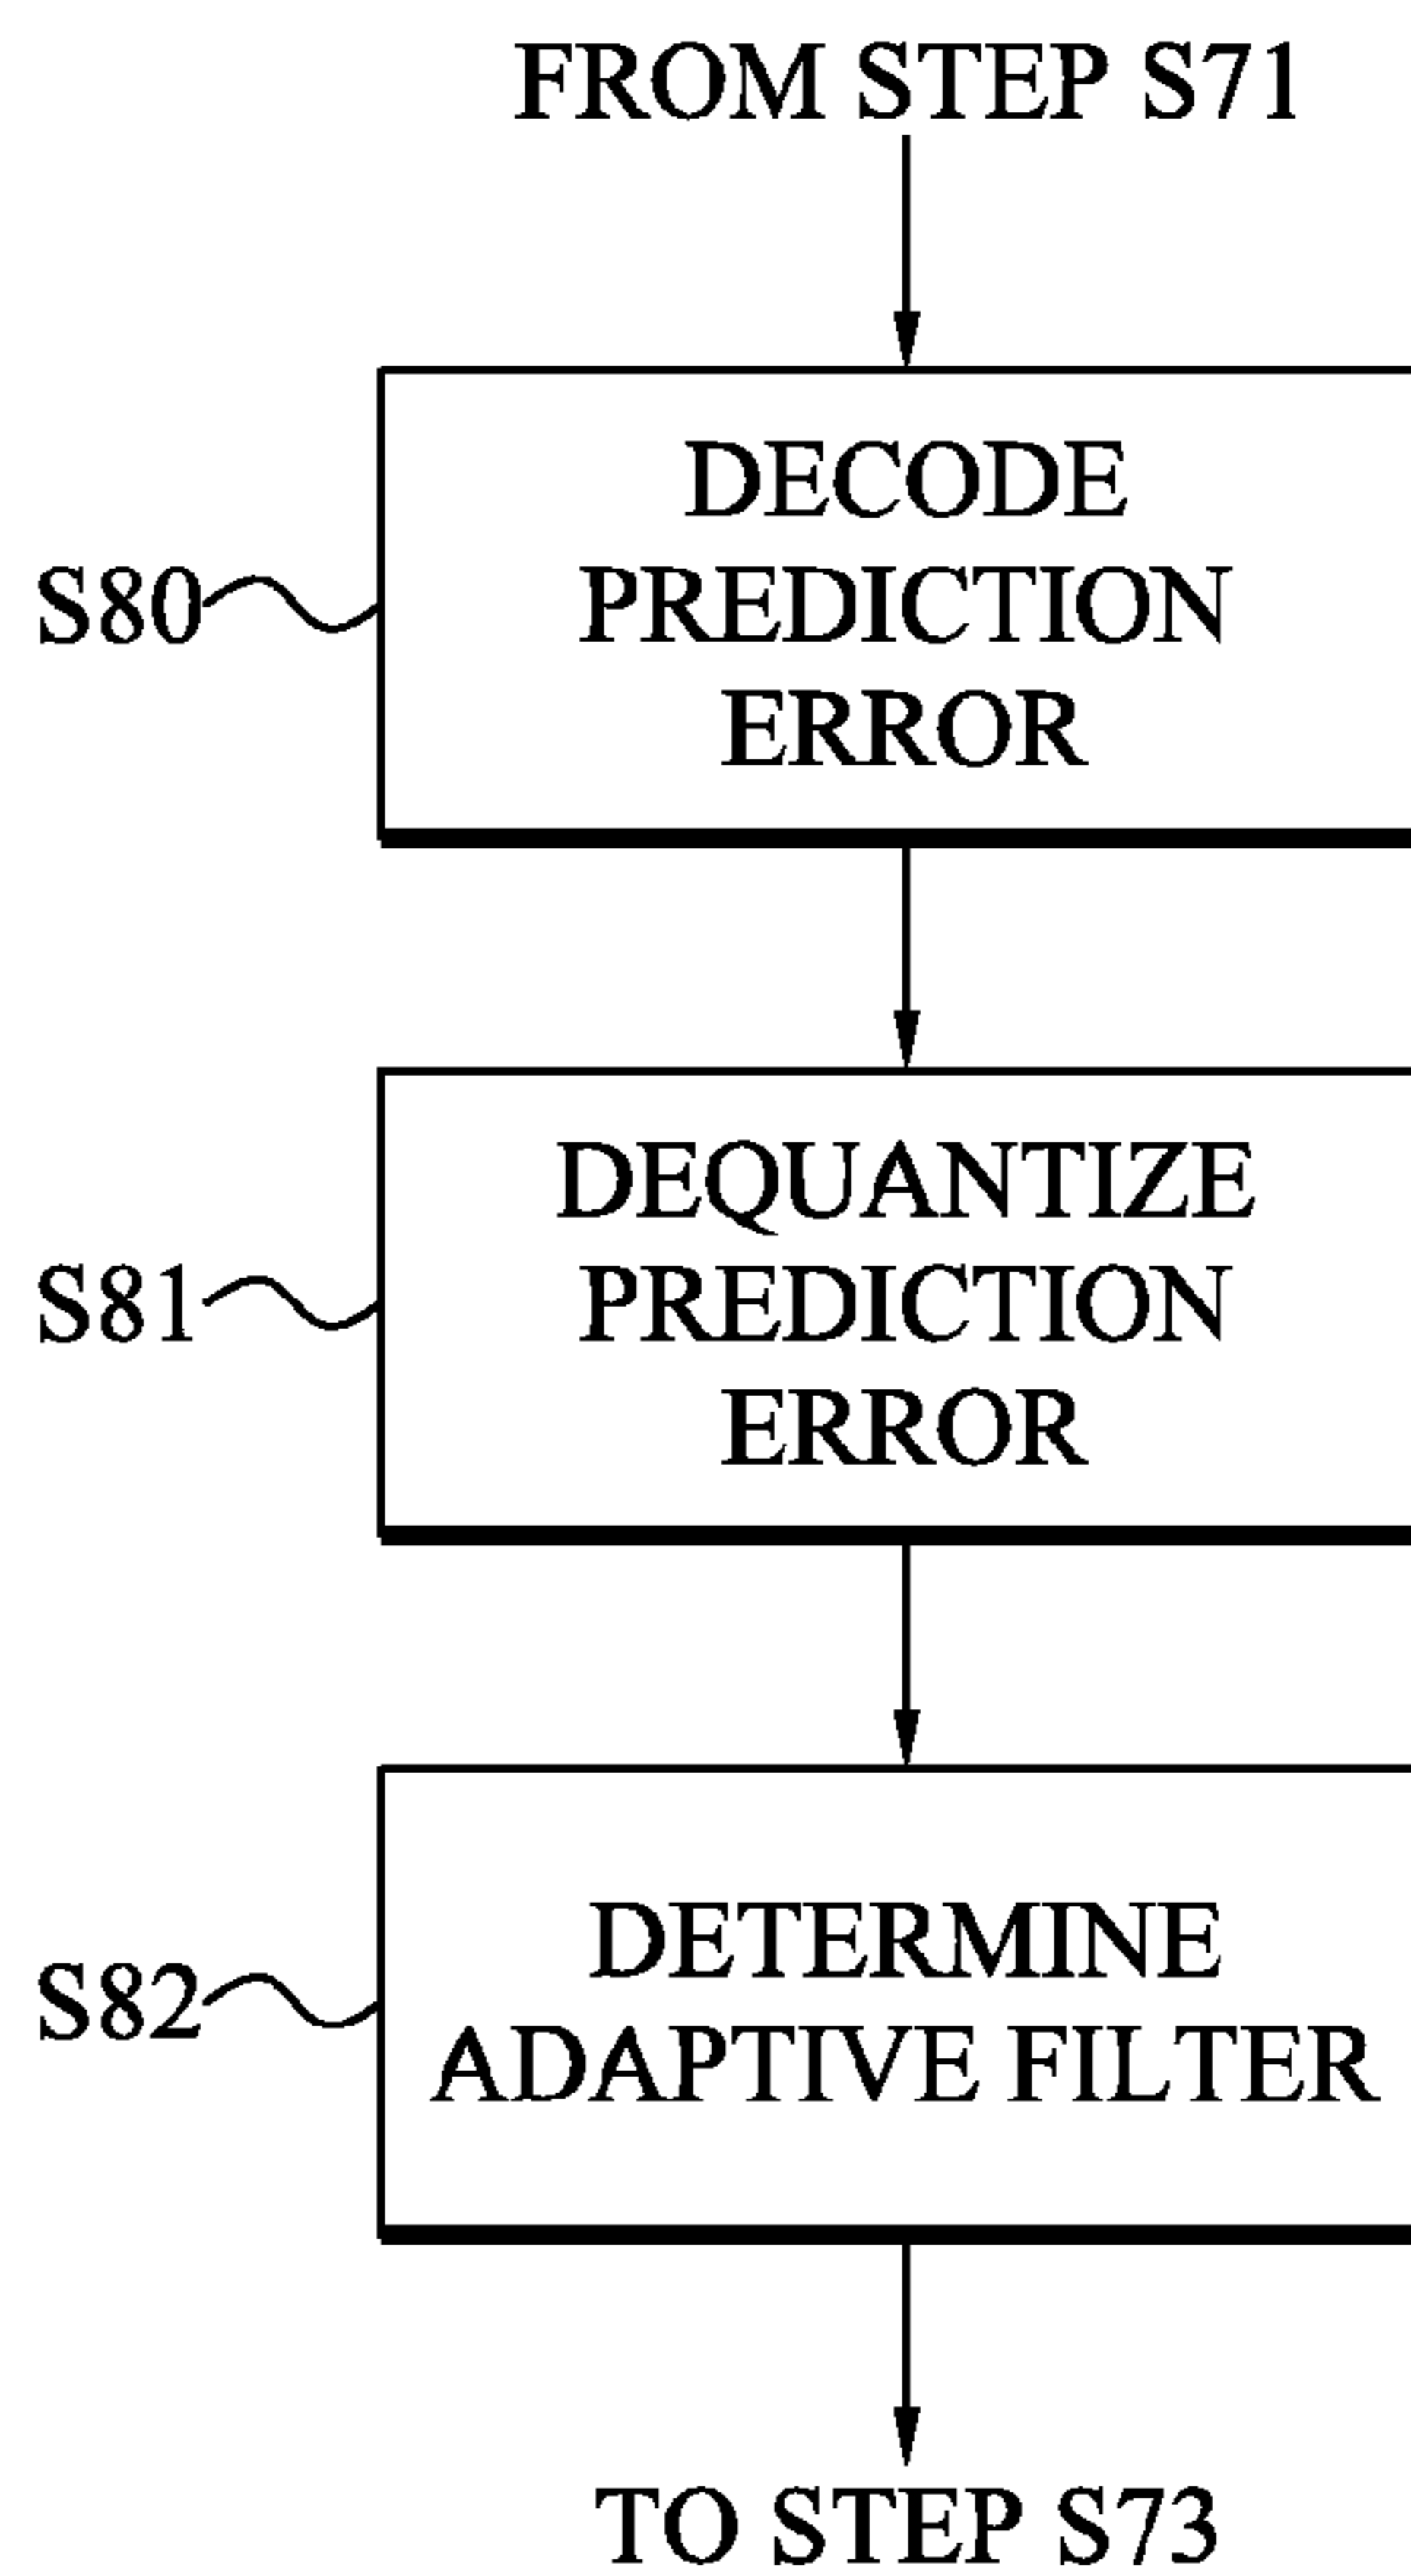 FROM STEP S71
DECODE
S80 PREDICTION
ERROR
DEQUANTIZE
S81 PREDICTION
ERROR
DETERMINE
S82
ADAPTIVE FILTER
TO STEP S73